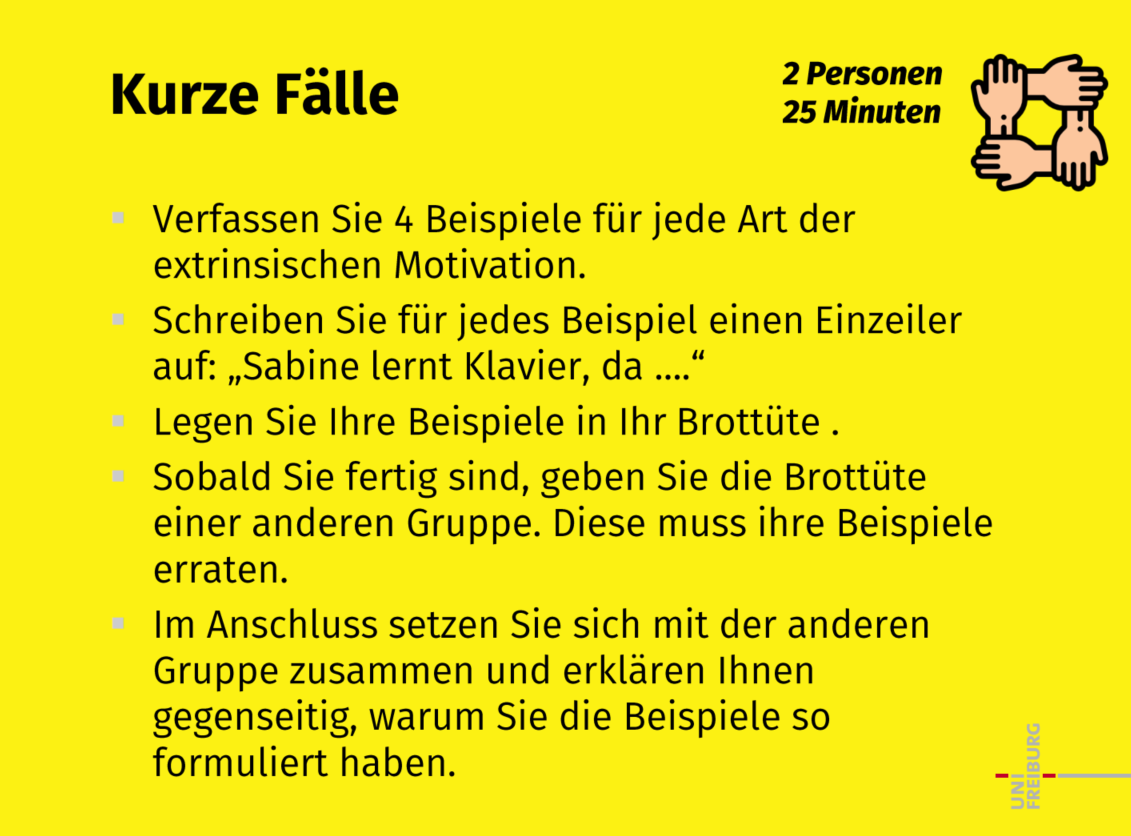 Kurze Fälle
2 Personen
25 Minuten
Verfassen Sie 4 Beispiele für jede Art der
extrinsischen Motivation.
Schreiben Sie für jedes Beispiel einen Einzeiler
auf: „Sabine lernt Klavier, da ....“
Legen Sie Ihre Beispiele in Ihr Brottüte .
Sobald Sie fertig sind, geben Sie die Brottüte
einer anderen Gruppe. Diese muss ihre Beispiele
erraten.
Im Anschluss setzen Sie sich mit der anderen
Gruppe zusammen und erklären Ihnen
gegenseitig, warum Sie die Beispiele so
formuliert haben.
UNI
FREIBURG